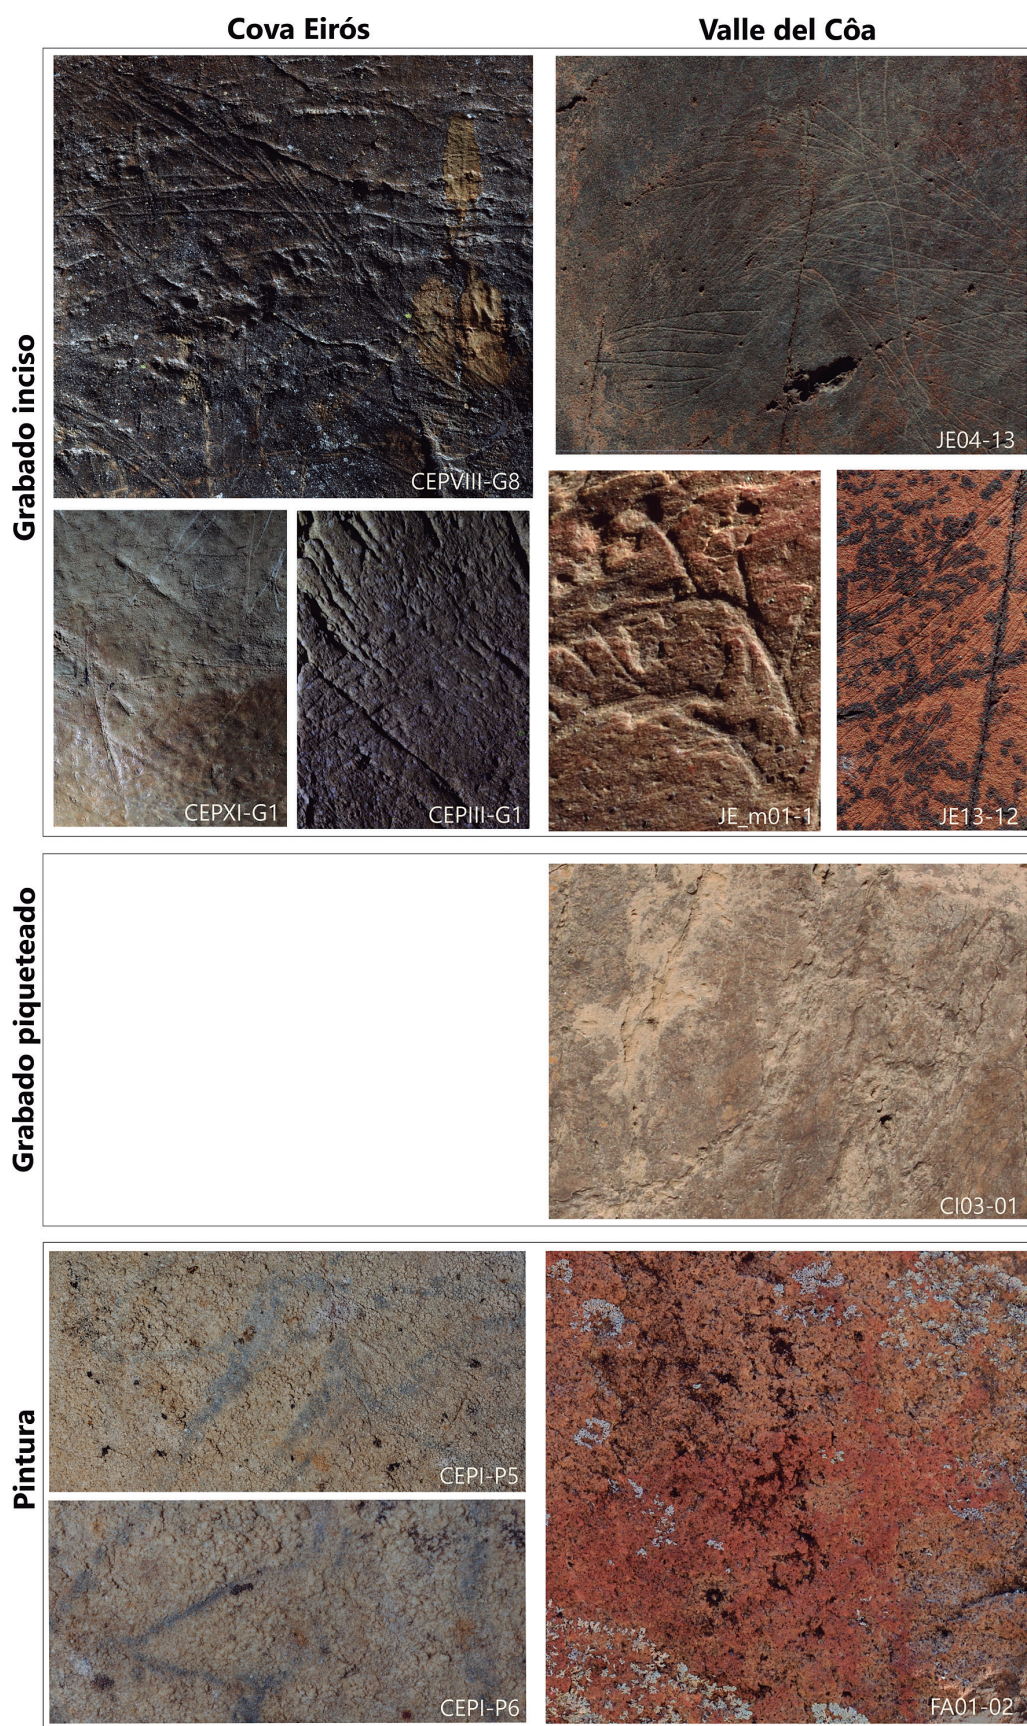 Cova Eirós
Valle del Côa
Grabado inciso
CEPVIII-G8
JE04-13
CEPXI-G1
CEPIII-G1
JE_m01-1
JE13-12
Grabado piqueteado
CI03-01
Pintura
CEPI-P5
CEPI-P6
FA01-02